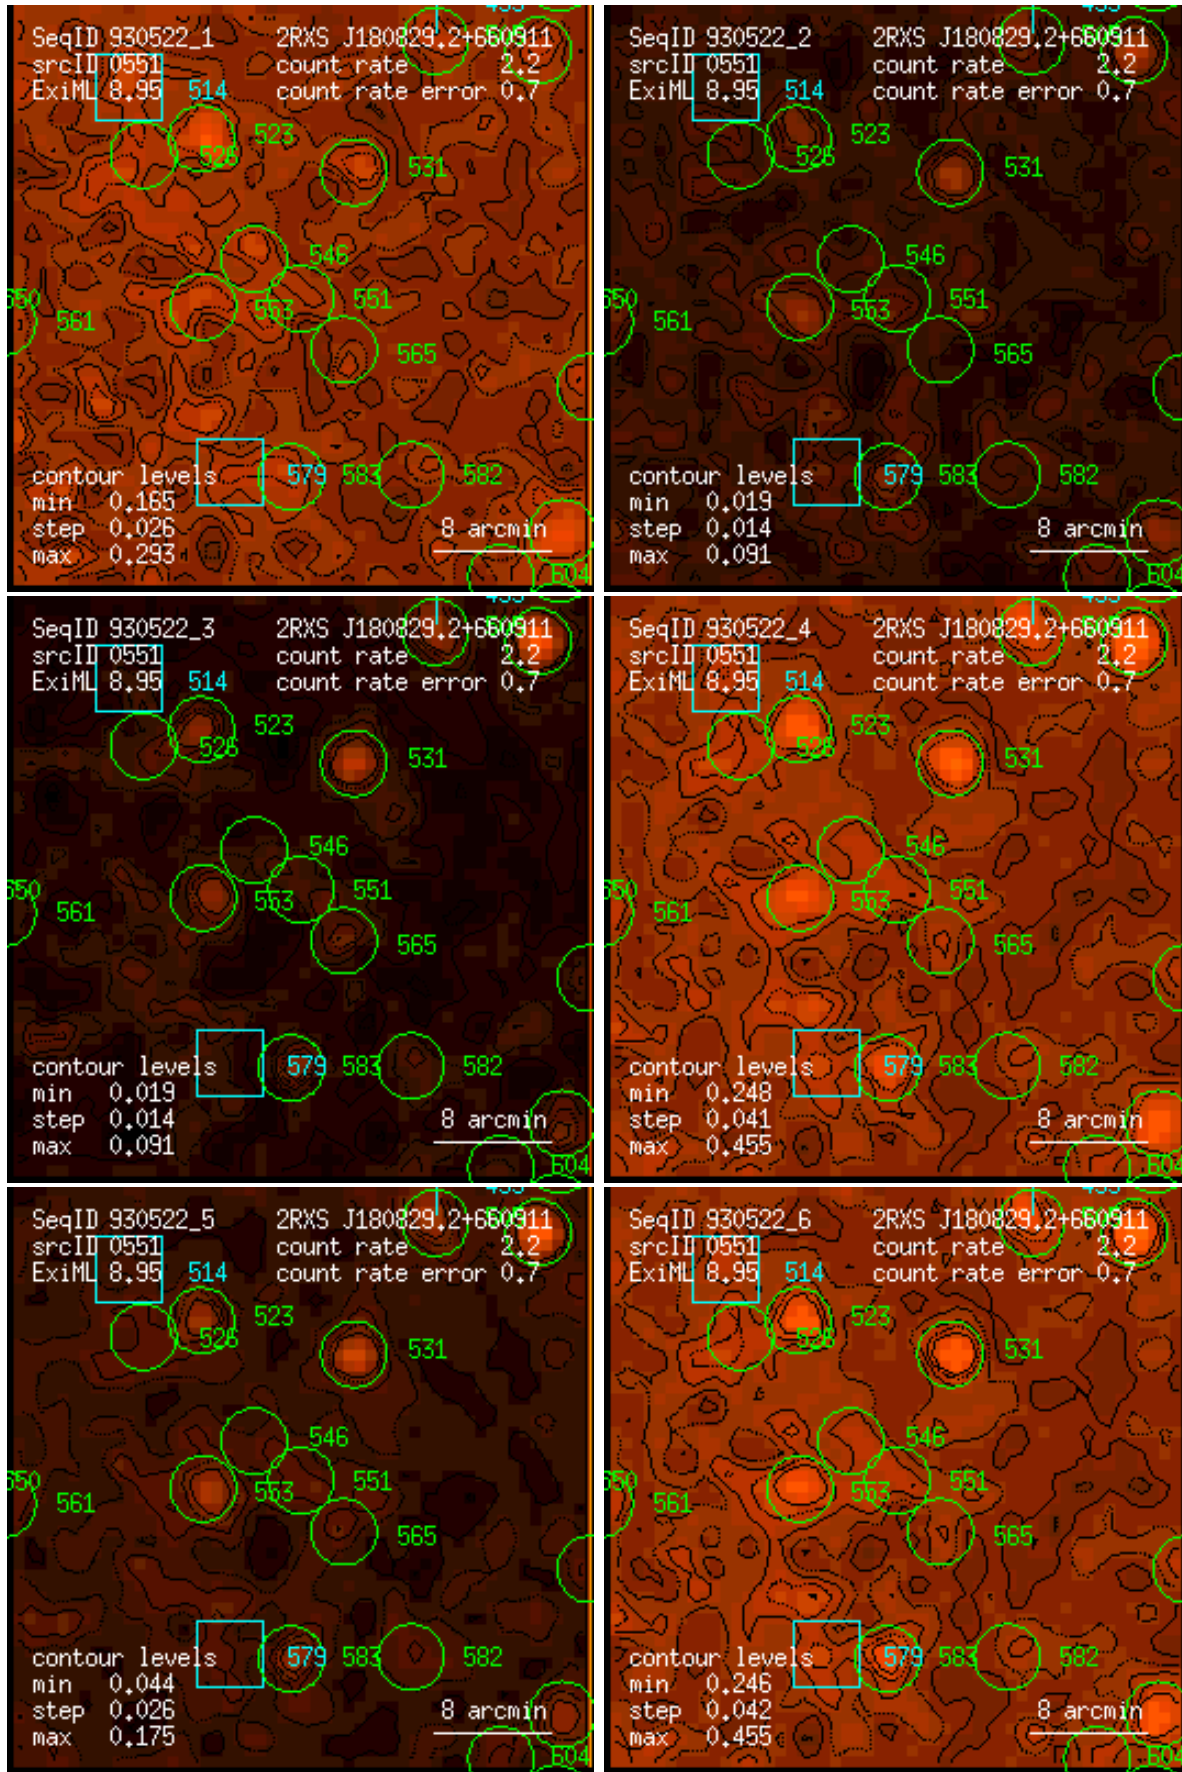 SeqID 930522_1 2RXS J180829.2+660911
srcID 0551 count rate 2.2
ExiML 8.95 514 count rate error 0.7
523
526
531
546
551
553
550
561
565
contour levels 579 583 582
min 0.165
step 0.026 8 arcmin
max 0.293
604
SeqID 930522_2 2RXS J180829.2+660911
srcID 0551 count rate 2.2
ExiML 8.95 514 count rate error 0.7
523
526
531
546
551
553
550
561
565
contour levels 579 583 582
min 0.019
step 0.014 8 arcmin
max 0.091
604
SeqID 930522_3 2RXS J180829.2+660911
srcID 0551 count rate 2.2
ExiML 8.95 514 count rate error 0.7
523
526
531
546
551
553
550
561
565
contour levels 579 583 582
min 0.019
step 0.014 8 arcmin
max 0.091
604
SeqID 930522_4 2RXS J180829.2+660911
srcID 0551 count rate 2.2
ExiML 8.95 514 count rate error 0.7
523
526
531
546
551
553
550
561
565
contour levels 579 583 582
min 0.248
step 0.041 8 arcmin
max 0.455
604
SeqID 930522_5 2RXS J180829.2+660911
srcID 0551 count rate 2.2
ExiML 8.95 514 count rate error 0.7
523
526
531
546
551
553
550
561
565
contour levels 579 583 582
min 0.044
step 0.026 8 arcmin
max 0.175
604
SeqID 930522_6 2RXS J180829.2+660911
srcID 0551 count rate 2.2
ExiML 8.95 514 count rate error 0.7
523
526
531
546
551
553
550
561
565
contour levels 579 583 582
min 0.246
step 0.042 8 arcmin
max 0.455
604